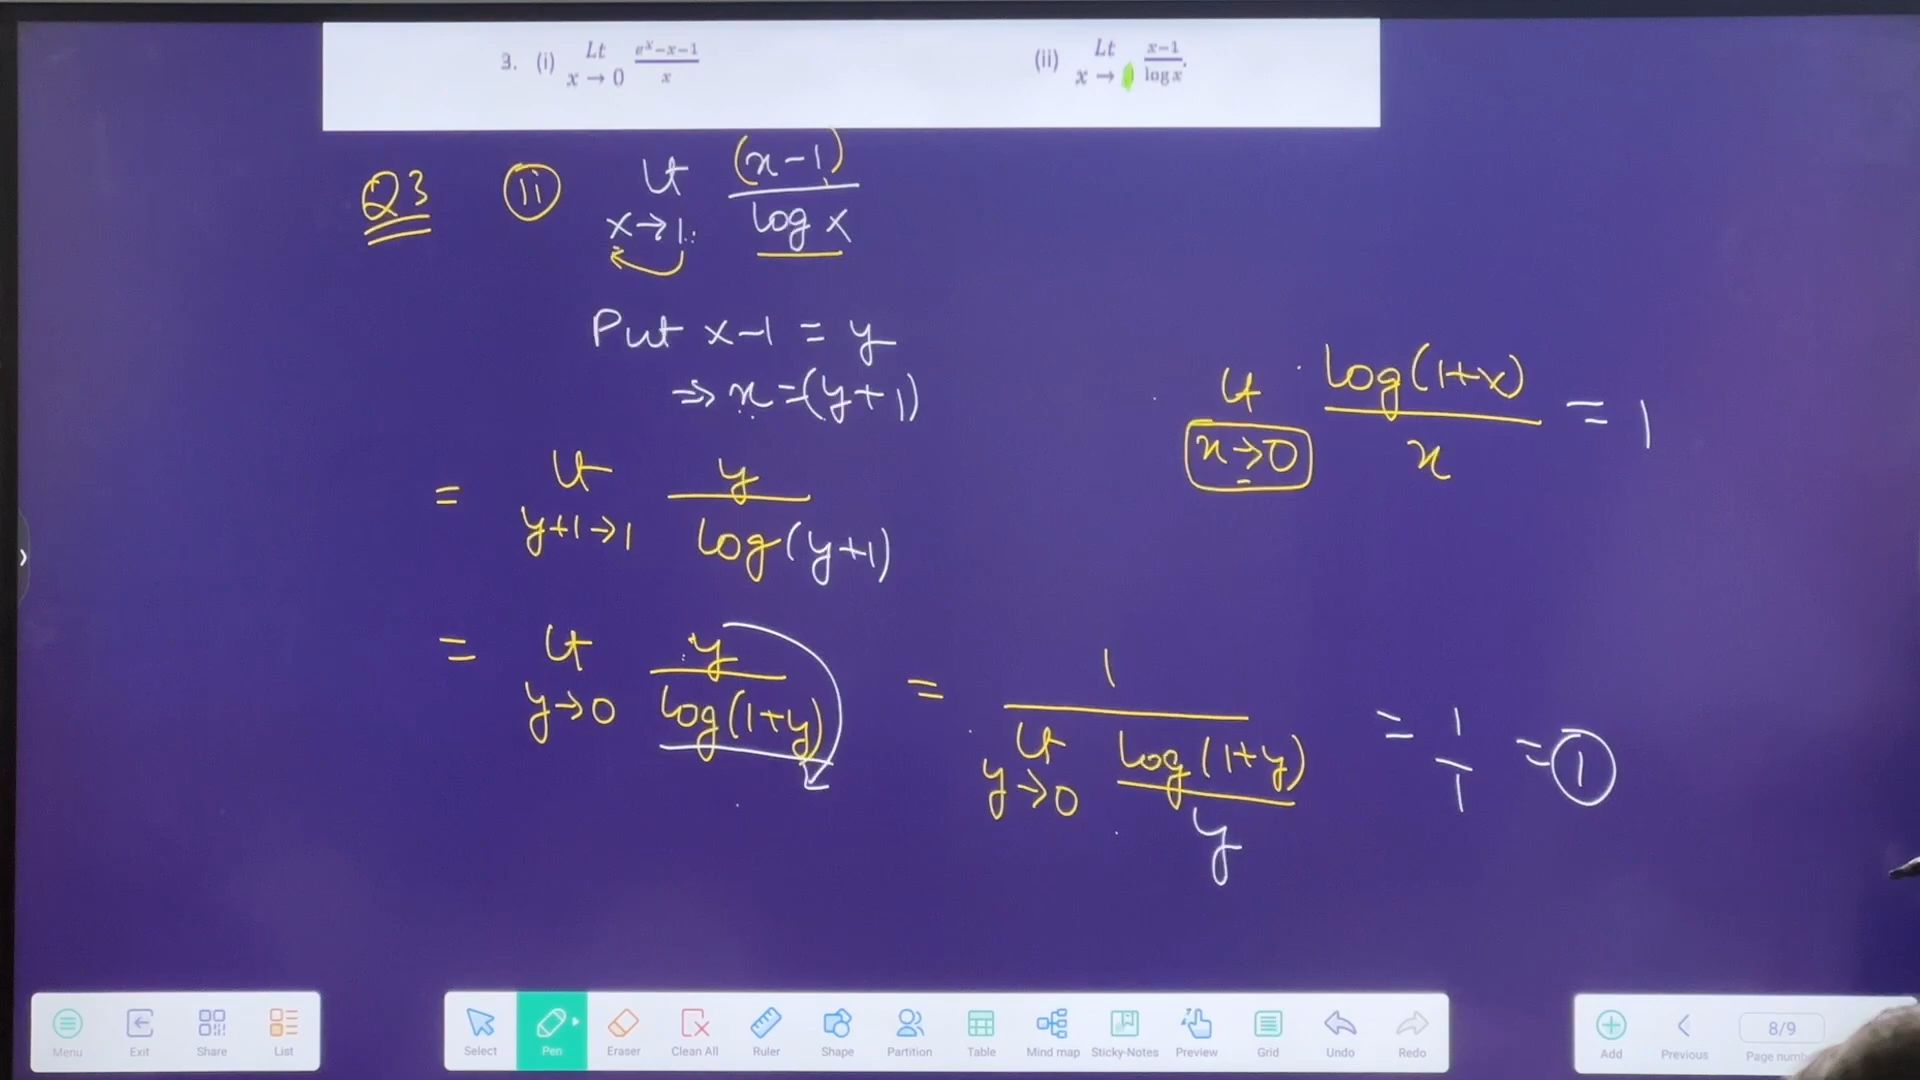 3. (i) Lt x → 0 e^x−x−1 / x (ii) Lt x → x−1 / log x.
Q3 (ii) Lt x→1 (x−1) / log x
Put x−1 = y
⇒ x = (y+1)
Lt x→0 log(1+x) / x = 1
= Lt y+1→1 y / log(y+1)
= Lt y→0 y / log(1+y) = 1 / Lt y→0 log(1+y) / y = 1/1 = 1
Menu Exit Share List Select Pen Eraser Clean All Ruler Shape Partition Table Mind map Sticky-Notes Preview Grid Undo Redo Add Previous 8/9 Page numb